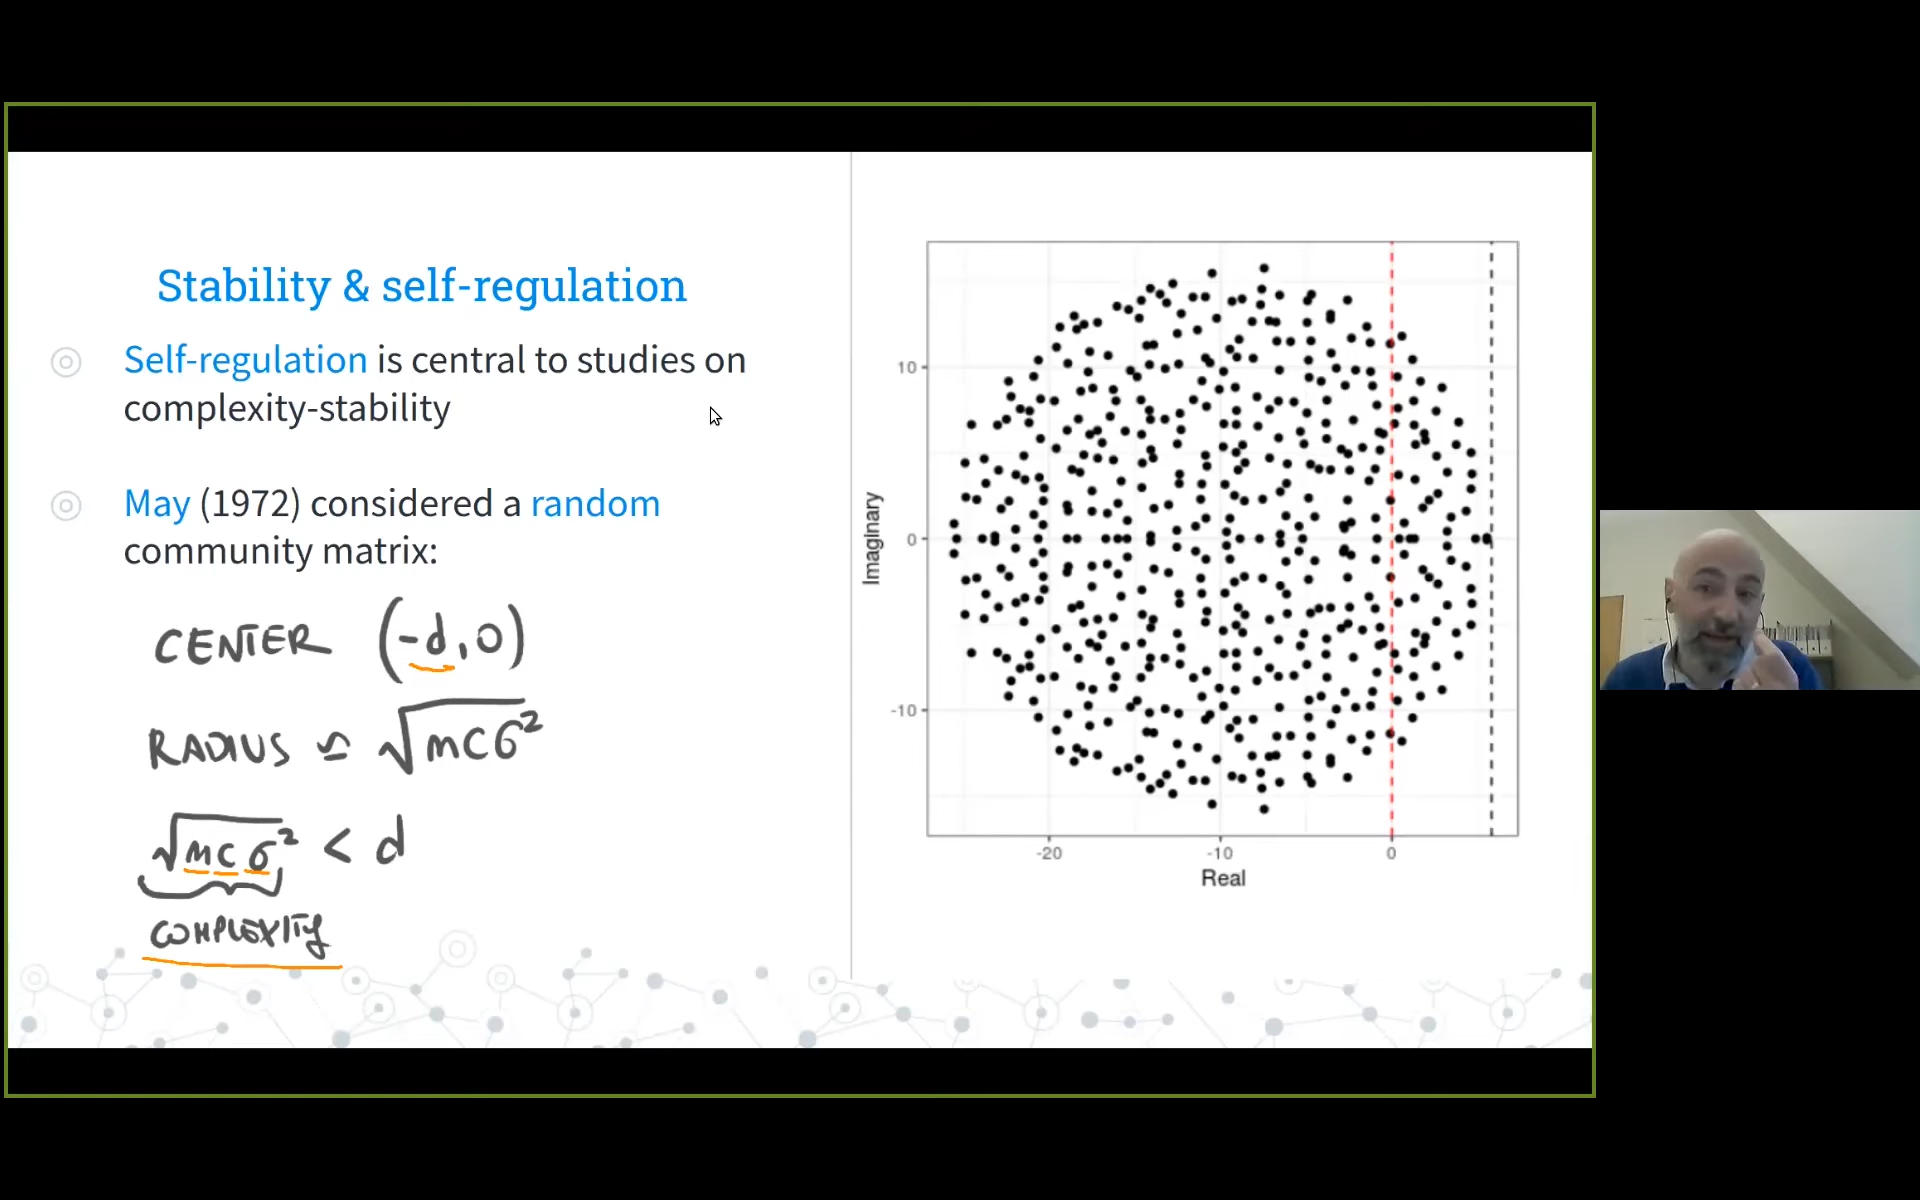 Stability & self-regulation
Self-regulation is central to studies on
complexity-stability
May (1972) considered a random
community matrix:
CENTER (-d,0)
RADIUS ≃ √mcσ²
√mcσ² < d
COMPLEXITY
10
0
-10
Imaginary
-20 -10 0
Real